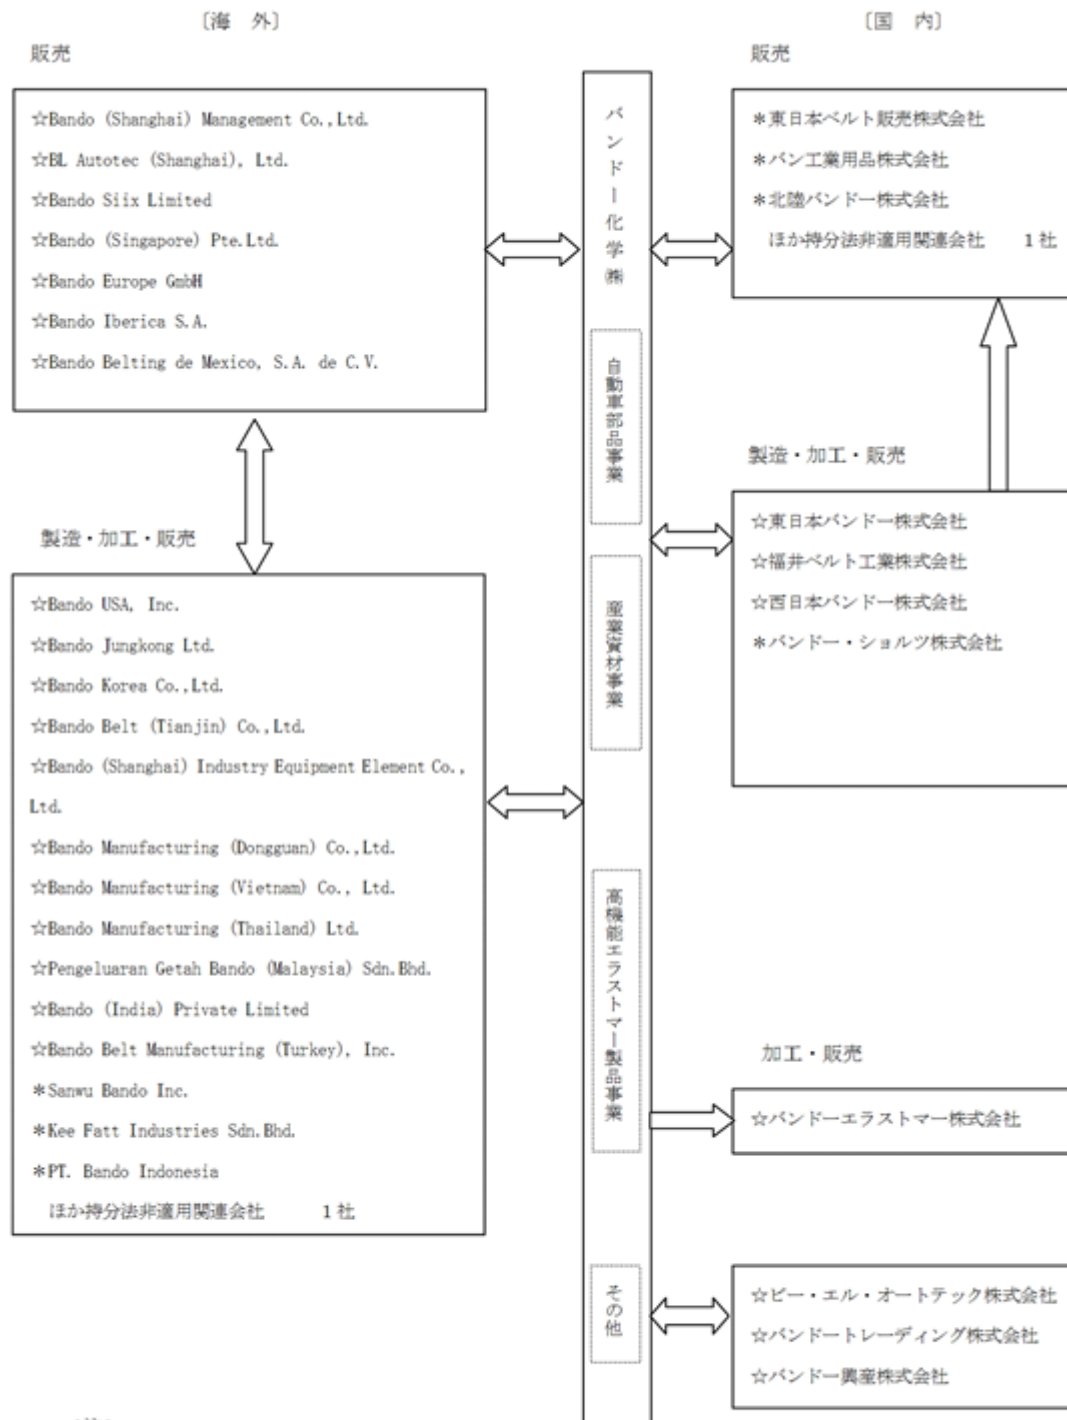 〔海 外〕
販売
☆Bando (Shanghai) Management Co.,Ltd.
☆BL Autotec (Shanghai), Ltd.
☆Bando Siix Limited
☆Bando (Singapore) Pte.Ltd.
☆Bando Europe GmbH
☆Bando Iberica S.A.
☆Bando Belting de Mexico, S.A. de C.V.
製造・加工・販売
☆Bando USA, Inc.
☆Bando Jungkong Ltd.
☆Bando Korea Co.,Ltd.
☆Bando Belt (Tianjin) Co.,Ltd.
☆Bando (Shanghai) Industry Equipment Element Co.,
Ltd.
☆Bando Manufacturing (Dongguan) Co.,Ltd.
☆Bando Manufacturing (Vietnam) Co., Ltd.
☆Bando Manufacturing (Thailand) Ltd.
☆Pengeluaran Getah Bando (Malaysia) Sdn.Bhd.
☆Bando (India) Private Limited
☆Bando Belt Manufacturing (Turkey), Inc.
＊Sanwu Bando Inc.
＊Kee Fatt Industries Sdn.Bhd.
＊PT. Bando Indonesia
ほか持分法非適用関連会社 1社
バンドー化学㈱
自動車部品事業
産業資材事業
高機能エラストマー製品事業
その他
〔国 内〕
販売
＊東日本ベルト販売株式会社
＊バン工業用品株式会社
＊北陸バンドー株式会社
ほか持分法非適用関連会社 1社
製造・加工・販売
☆東日本バンドー株式会社
☆福井ベルト工業株式会社
☆西日本バンドー株式会社
＊バンドー・ショルツ株式会社
加工・販売
☆バンドーエラストマー株式会社
☆ビー・エル・オートテック株式会社
☆バンドートレーディング株式会社
☆バンドー興産株式会社